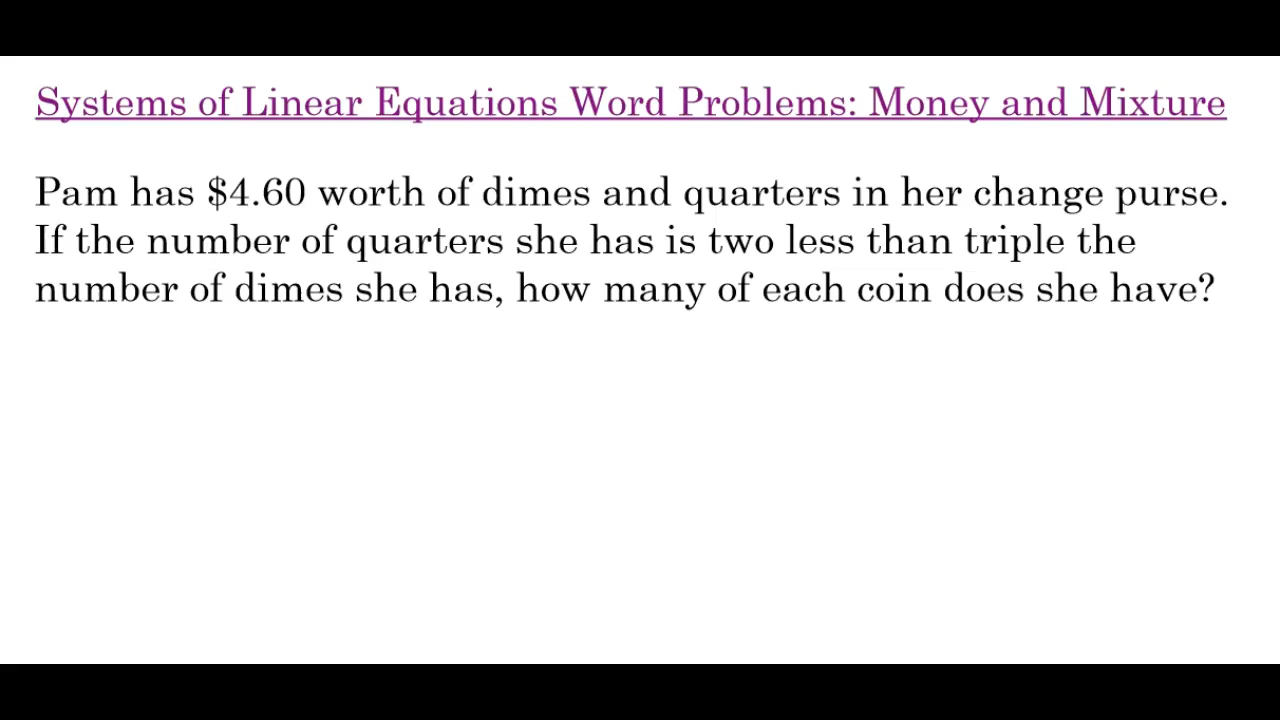 Systems of Linear Equations Word Problems: Money and Mixture
Pam has $4.60 worth of dimes and quarters in her change purse.
If the number of quarters she has is two less than triple the
number of dimes she has, how many of each coin does she have?